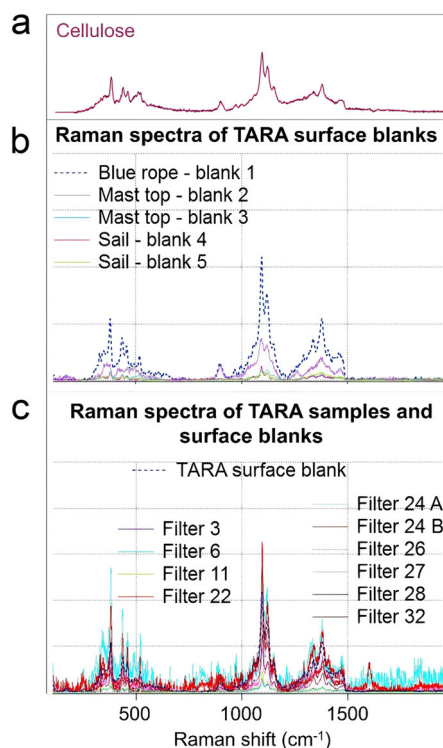 a
Cellulose
b
Raman spectra of TARA surface blanks
Blue rope - blank 1
Mast top - blank 2
Mast top - blank 3
Sail - blank 4
Sail - blank 5
c
Raman spectra of TARA samples and
surface blanks
TARA surface blank
Filter 3
Filter 6
Filter 11
Filter 22
Filter 24 A
Filter 24 B
Filter 26
Filter 27
Filter 28
Filter 32
500 1000 1500
Raman shift (cm⁻¹)